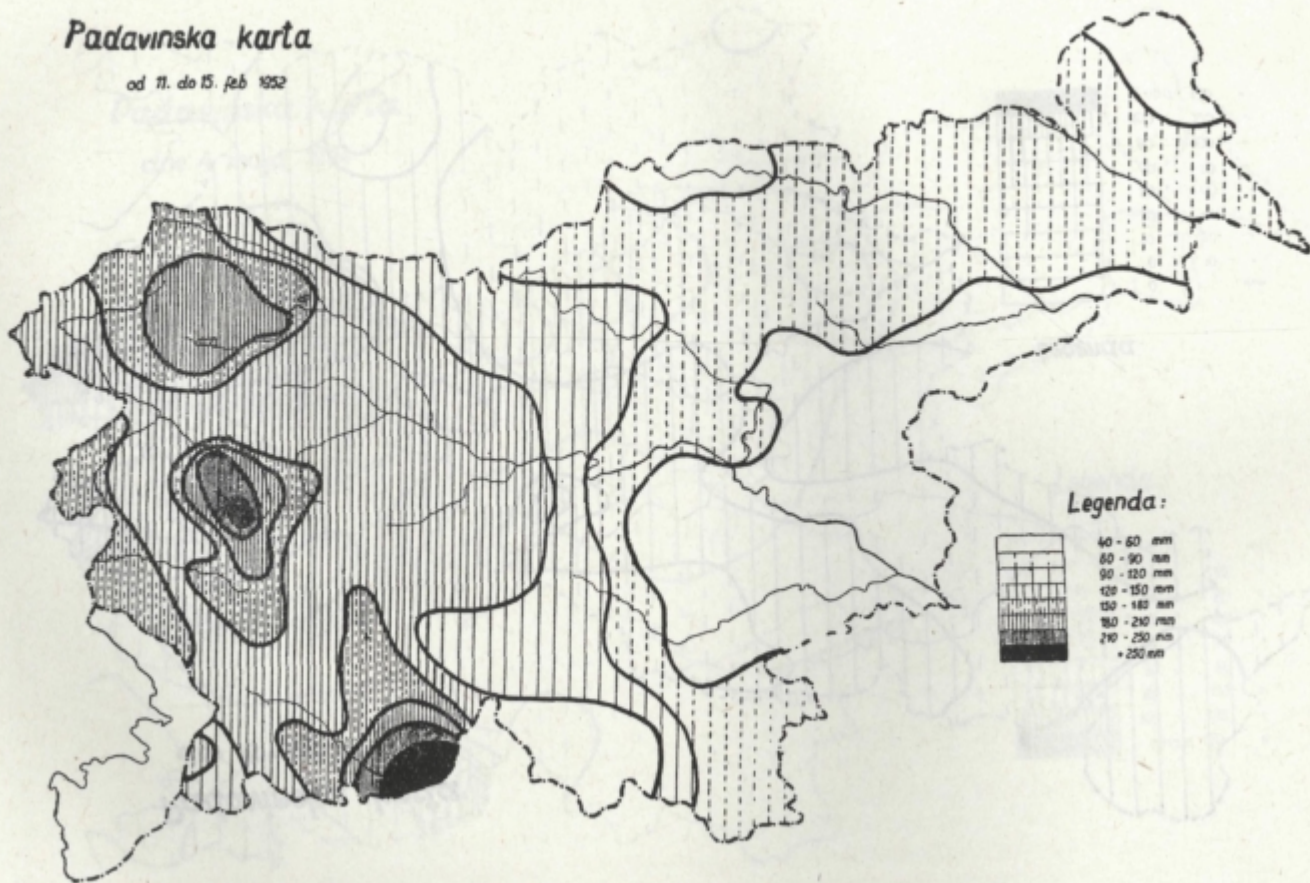 Padavinska karta
od 11. do 15. feb 1952
Legenda:
40 - 60 mm
60 - 90 mm
90 - 120 mm
120 - 150 mm
150 - 180 mm
180 - 210 mm
210 - 250 mm
+ 250 mm